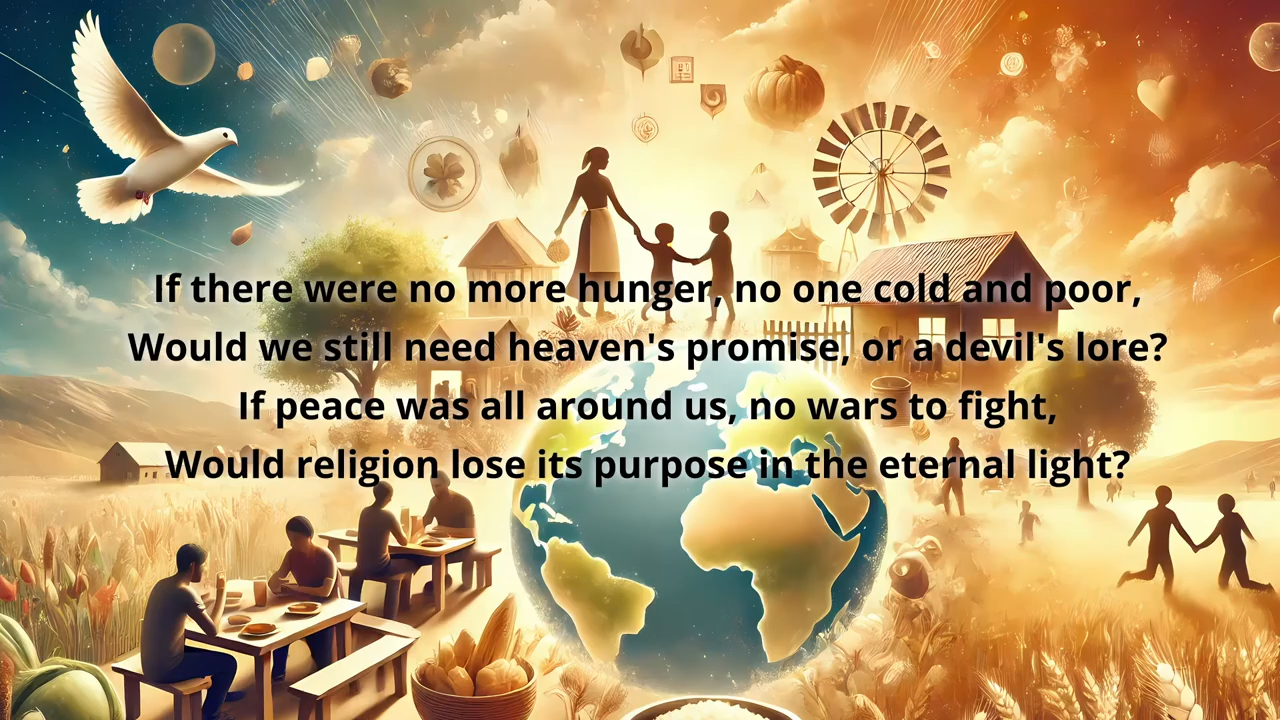 If there were no more hunger, no one cold and poor,
Would we still need heaven's promise, or a devil's lore?
If peace was all around us, no wars to fight,
Would religion lose its purpose in the eternal light?